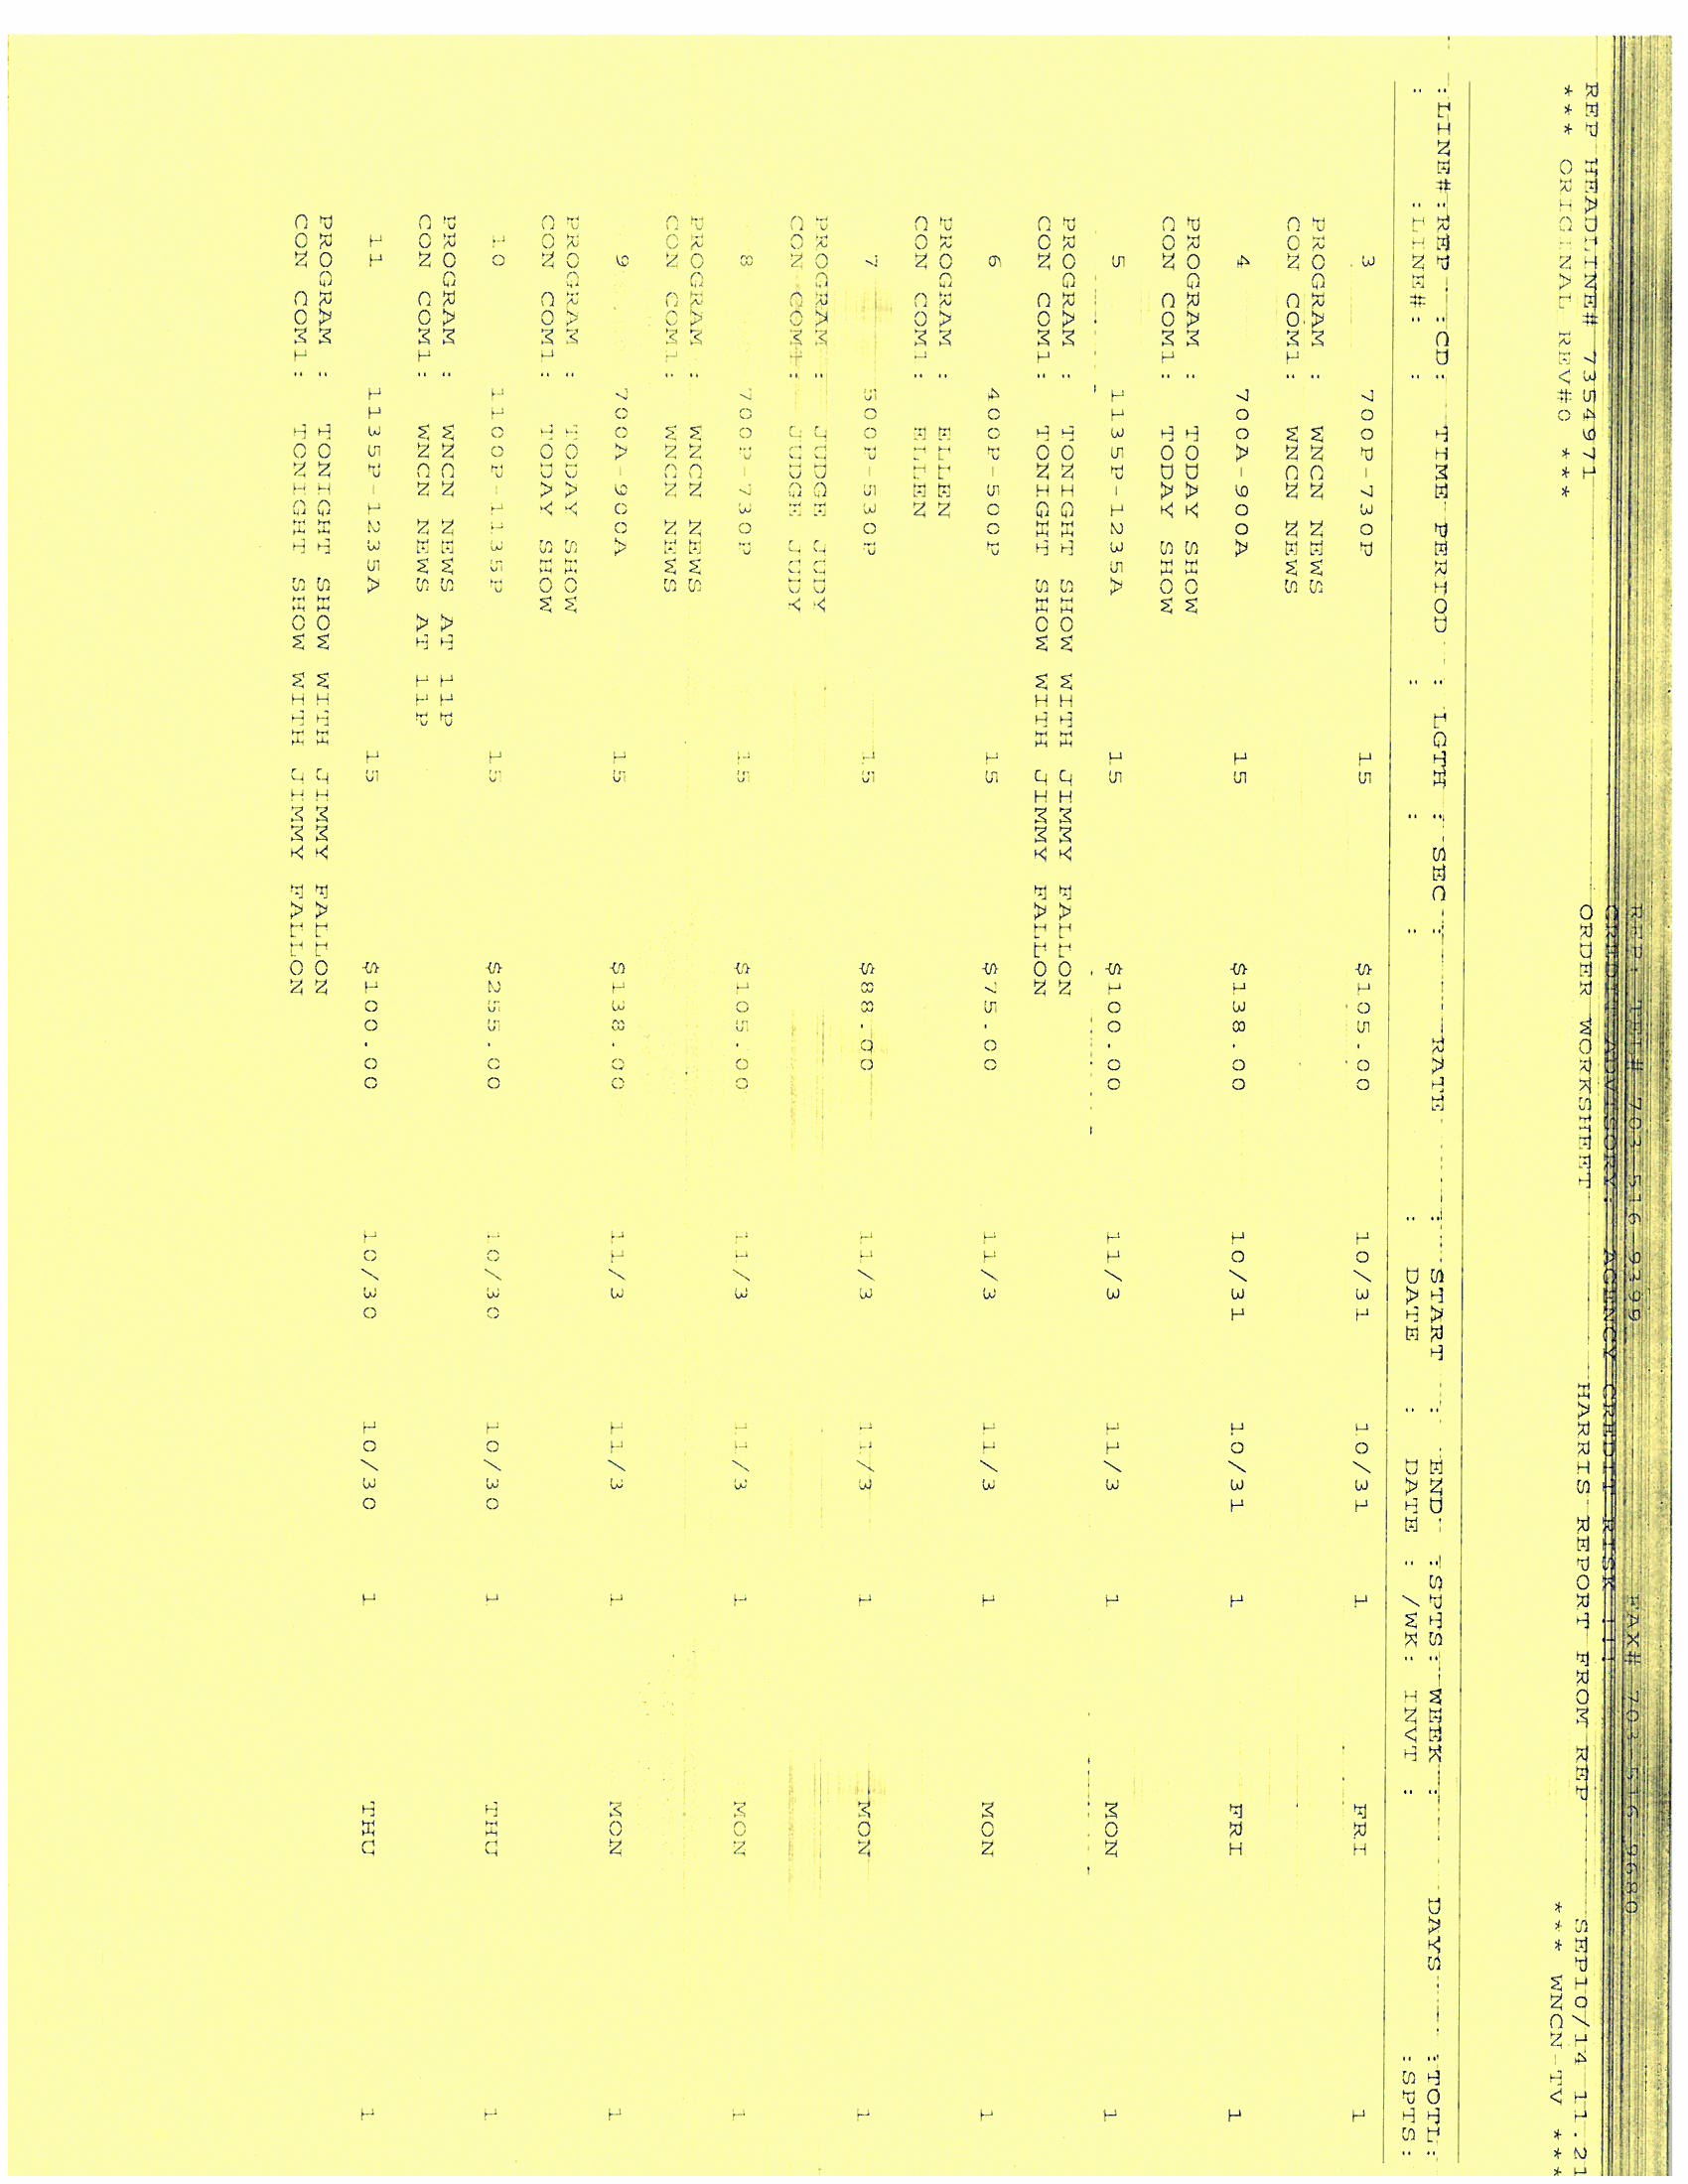 REP. TEL# 703-516-9399 FAX# 703-516-9680
CREDIT ADVISORY: AGENCY CREDIT RISK !!!
REP HEADLINE# 7354971 ORDER WORKSHEET HARRIS REPORT FROM REP SEP10/14 11.21
*** ORIGINAL REV#0 *** *** WNCN-TV ***
:LINE#:REP :CD: TIME PERIOD : LGTH : SEC : RATE : START : END :SPTS: WEEK : DAYS :TOTL:
: :LINE#: : : : : DATE : DATE : /WK: INVT : :SPTS:
3 700P-730P 15 $105.00 10/31 10/31 1 FRI 1
PROGRAM : WNCN NEWS
CON COM1: WNCN NEWS
4 700A-900A 15 $138.00 10/31 10/31 1 FRI 1
PROGRAM : TODAY SHOW
CON COM1: TODAY SHOW
5 1135P-1235A 15 $100.00 11/3 11/3 1 MON 1
PROGRAM : TONIGHT SHOW WITH JIMMY FALLON
CON COM1: TONIGHT SHOW WITH JIMMY FALLON
6 400P-500P 15 $75.00 11/3 11/3 1 MON 1
PROGRAM : ELLEN
CON COM1: ELLEN
7 500P-530P 15 $88.00 11/3 11/3 1 MON 1
PROGRAM : JUDGE JUDY
CON COM1: JUDGE JUDY
8 700P-730P 15 $105.00 11/3 11/3 1 MON 1
PROGRAM : WNCN NEWS
CON COM1: WNCN NEWS
9 700A-900A 15 $138.00 11/3 11/3 1 MON 1
PROGRAM : TODAY SHOW
CON COM1: TODAY SHOW
10 1100P-1135P 15 $255.00 10/30 10/30 1 THU 1
PROGRAM : WNCN NEWS AT 11P
CON COM1: WNCN NEWS AT 11P
11 1135P-1235A 15 $100.00 10/30 10/30 1 THU 1
PROGRAM : TONIGHT SHOW WITH JIMMY FALLON
CON COM1: TONIGHT SHOW WITH JIMMY FALLON